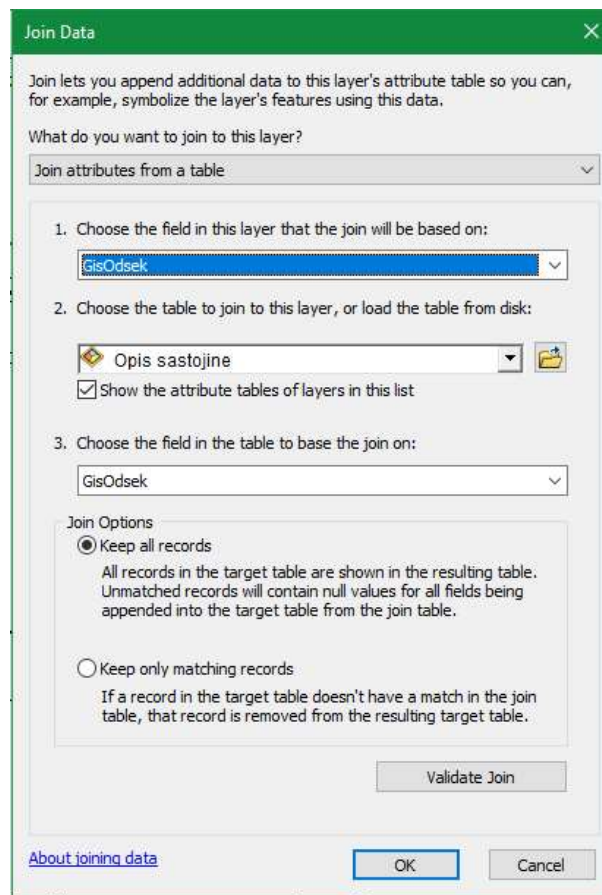 Join Data
Join lets you append additional data to this layer's attribute table so you can,
for example, symbolize the layer's features using this data.
What do you want to join to this layer?
Join attributes from a table
1. Choose the field in this layer that the join will be based on:
GisOdsek
2. Choose the table to join to this layer, or load the table from disk:
Opis sastojine
Show the attribute tables of layers in this list
3. Choose the field in the table to base the join on:
GisOdsek
Join Options
Keep all records
All records in the target table are shown in the resulting table.
Unmatched records will contain null values for all fields being
appended into the target table from the join table.
Keep only matching records
If a record in the target table doesn't have a match in the join
table, that record is removed from the resulting target table.
Validate Join
About joining data
OK
Cancel